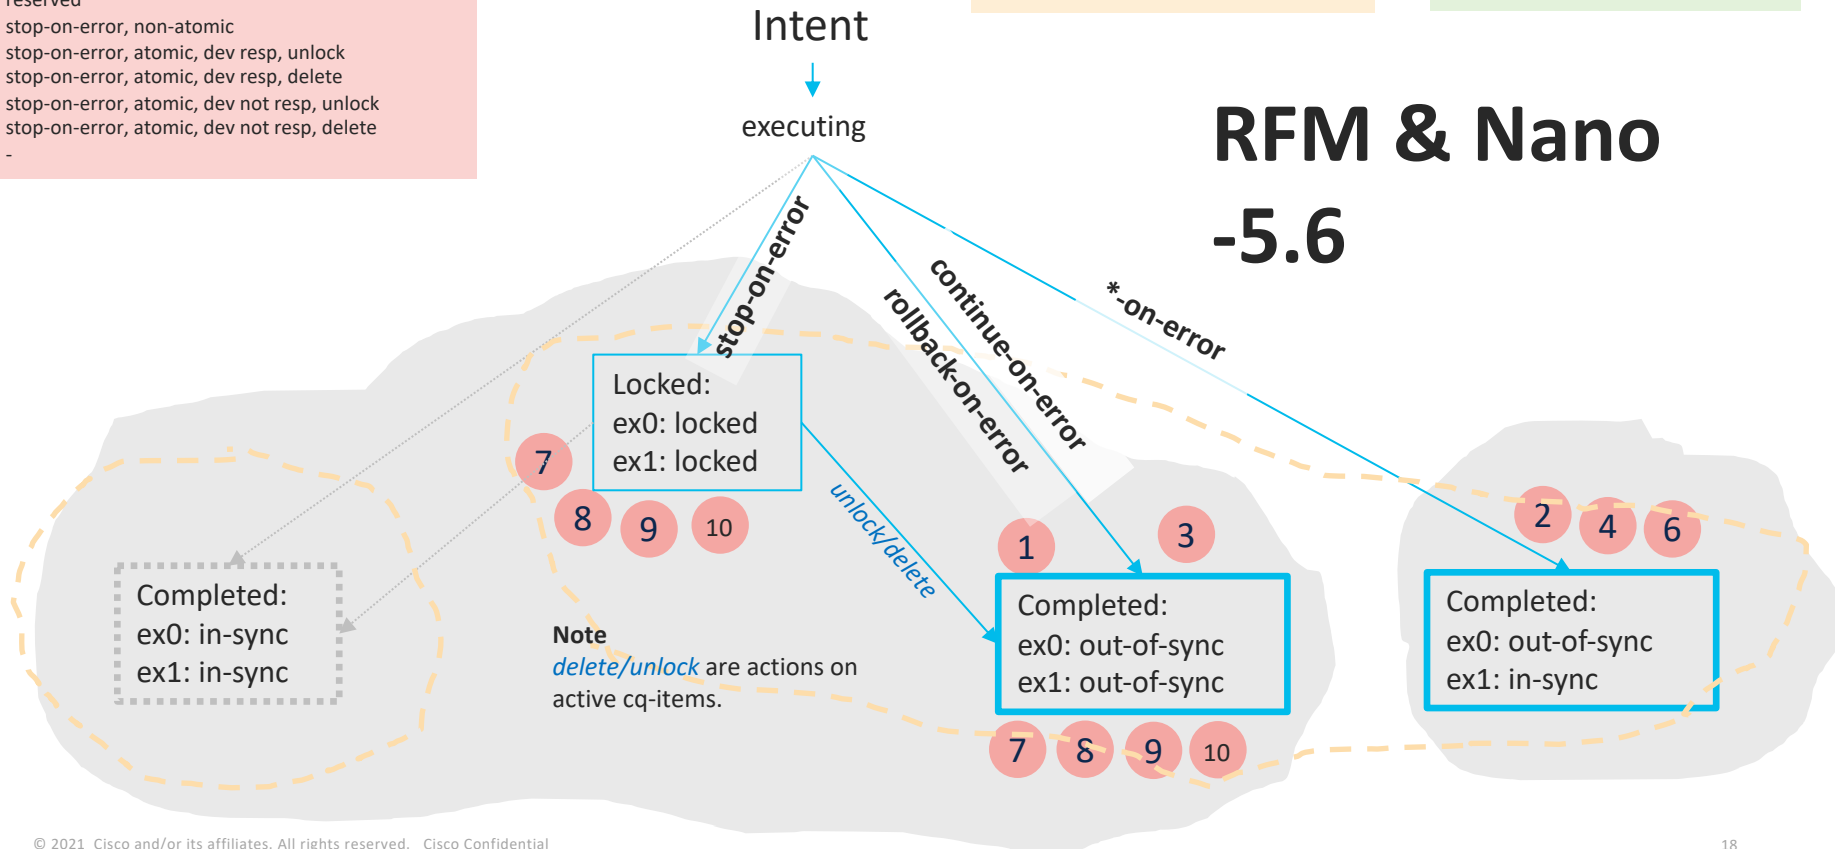 reserved
stop-on-error, non-atomic
stop-on-error, atomic, dev resp, unlock
stop-on-error, atomic, dev resp, delete
stop-on-error, atomic, dev not resp, unlock
stop-on-error, atomic, dev not resp, delete
-
Intent
executing
RFM & Nano
-5.6
stop-on-error
rollback-on-error
continue-on-error
*-on-error
Locked:
ex0: locked
ex1: locked
7
8
9
10
unlock/delete
1
3
2
4
6
Completed:
ex0: in-sync
ex1: in-sync
Note
delete/unlock are actions on
active cq-items.
Completed:
ex0: out-of-sync
ex1: out-of-sync
7
8
9
10
Completed:
ex0: out-of-sync
ex1: in-sync
© 2021 Cisco and/or its affiliates. All rights reserved. Cisco Confidential
18